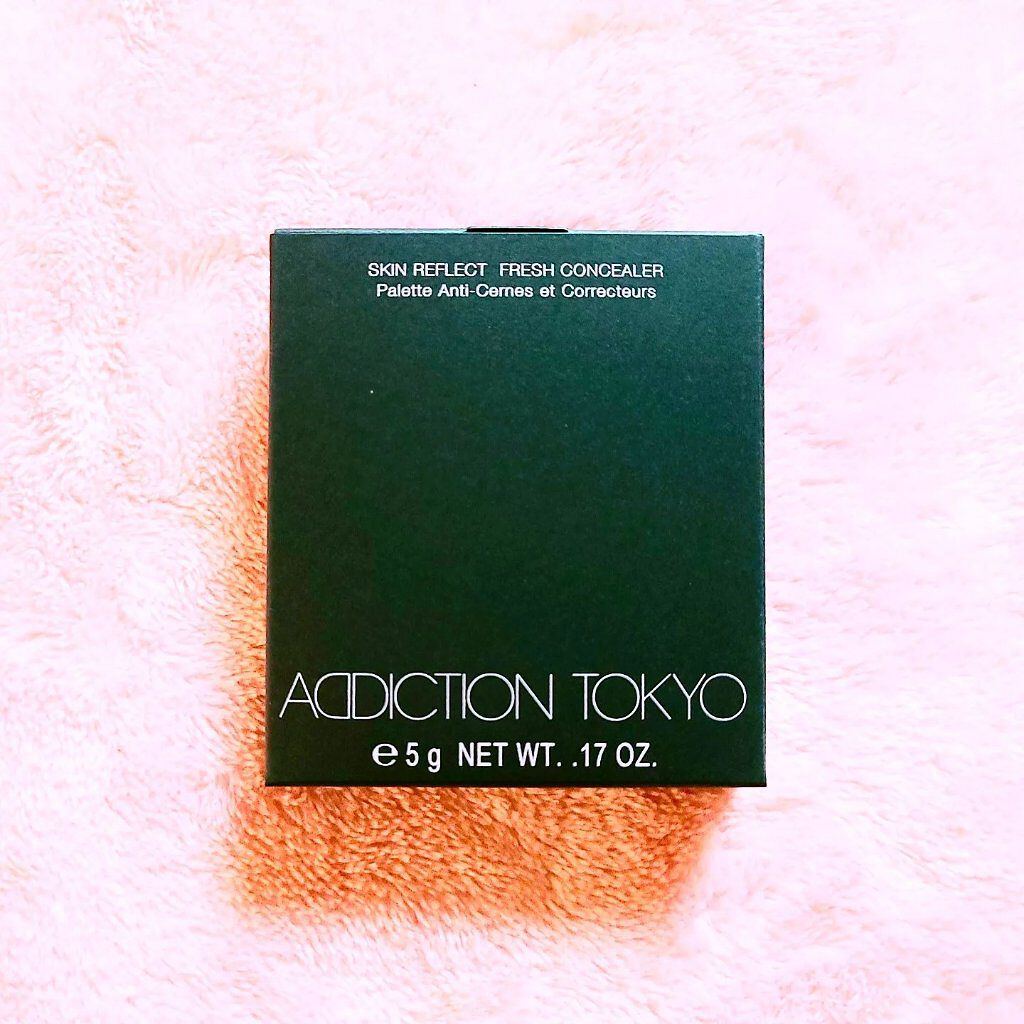 SKIN REFLECT FRESH CONCEALER
Palette Anti-Cernes et Correcteurs
ADDICTION TOKYO
℮ 5 g NET WT. .17 OZ.